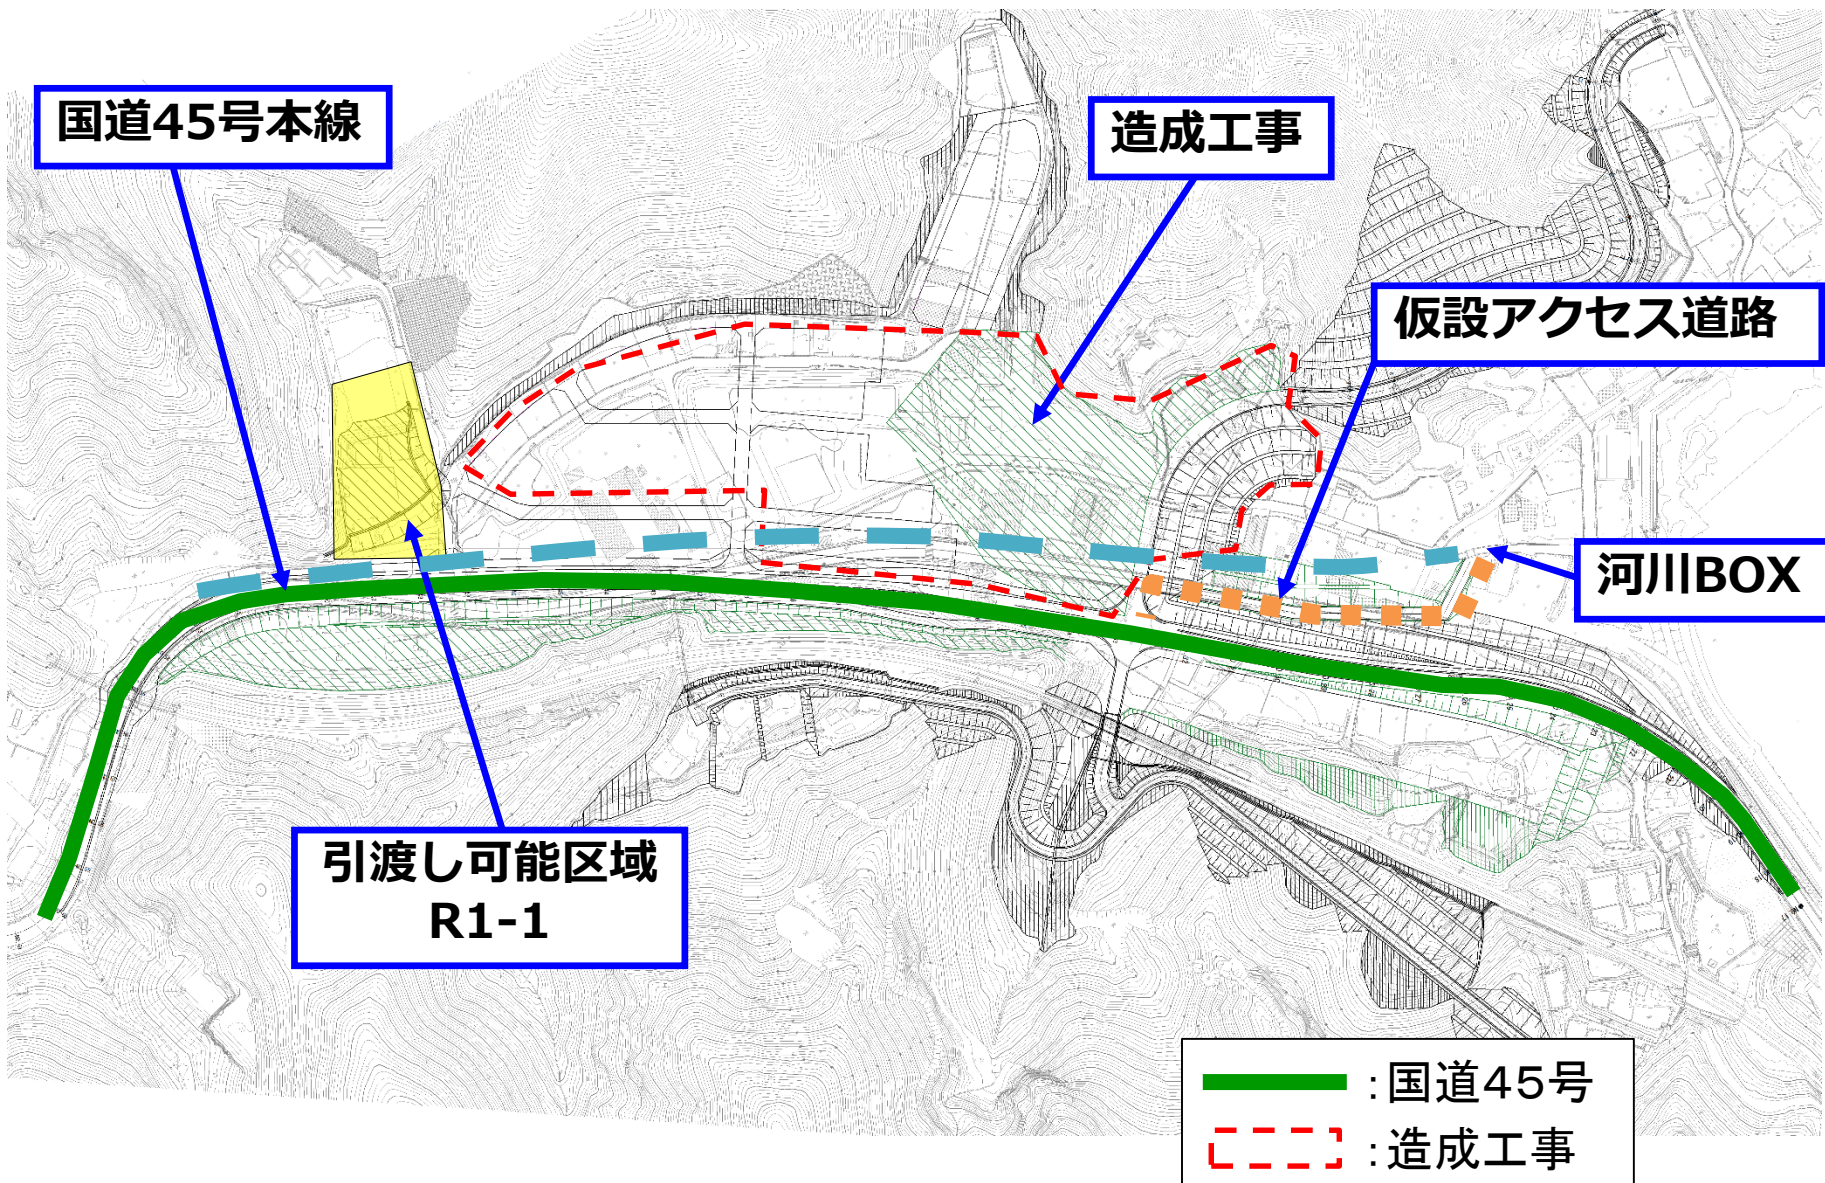 国道45号本線
造成工事
仮設アクセス道路
河川BOX
引渡し可能区域
R1-1
:国道45号
:造成工事